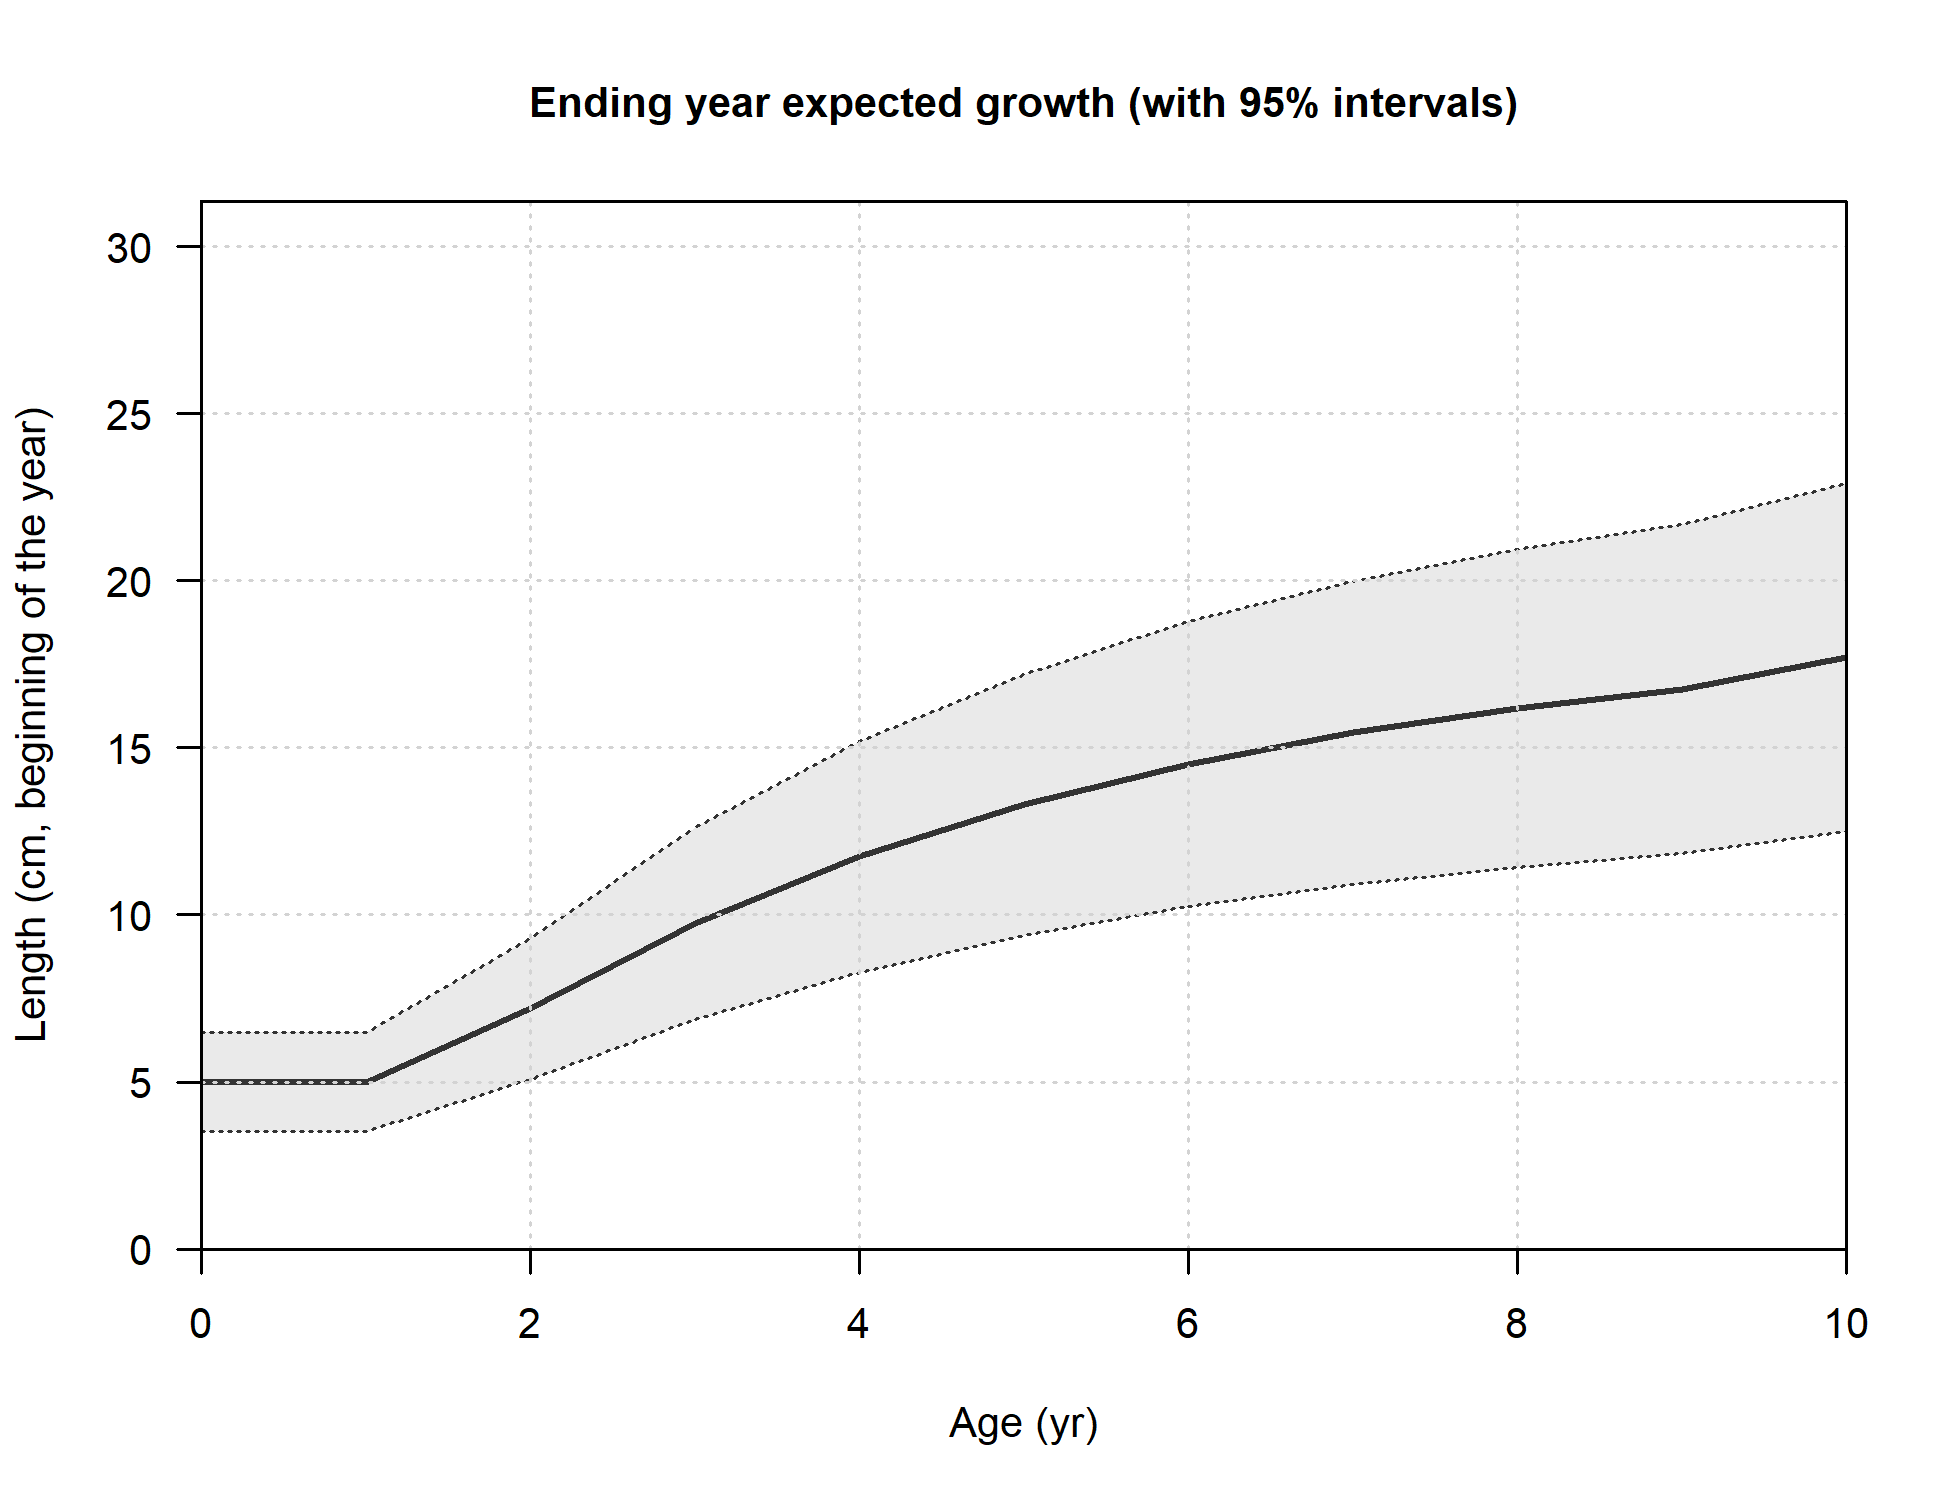 Ending year expected growth (with 95% intervals)
Length (cm, beginning of the year)
30
25
20
15
10
5
0
0 2 4 6 8 10
Age (yr)